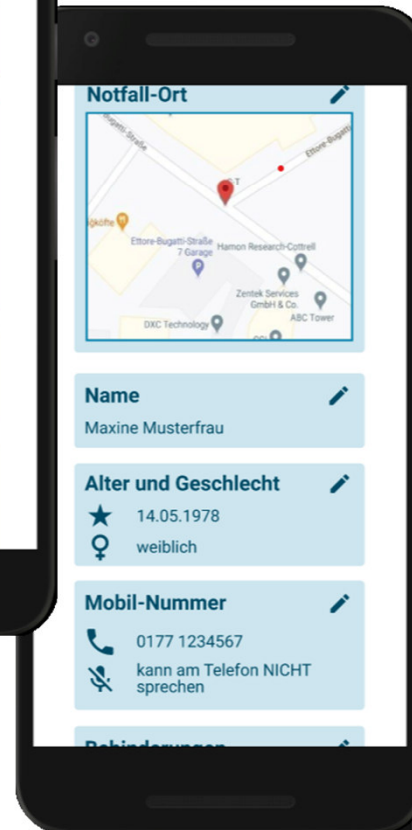 Notfall-Ort
Bugatti-Straße
Ettore-Bugatti
Ettore-Bugatti-Straße
7 Garage
Hamon Research-Cottrell
Zentek Services
GmbH & Co.
ABC Tower
DXC Technology
Name
Maxine Musterfrau
Alter und Geschlecht
14.05.1978
weiblich
Mobil-Nummer
0177 1234567
kann am Telefon NICHT
sprechen
Behinderungen